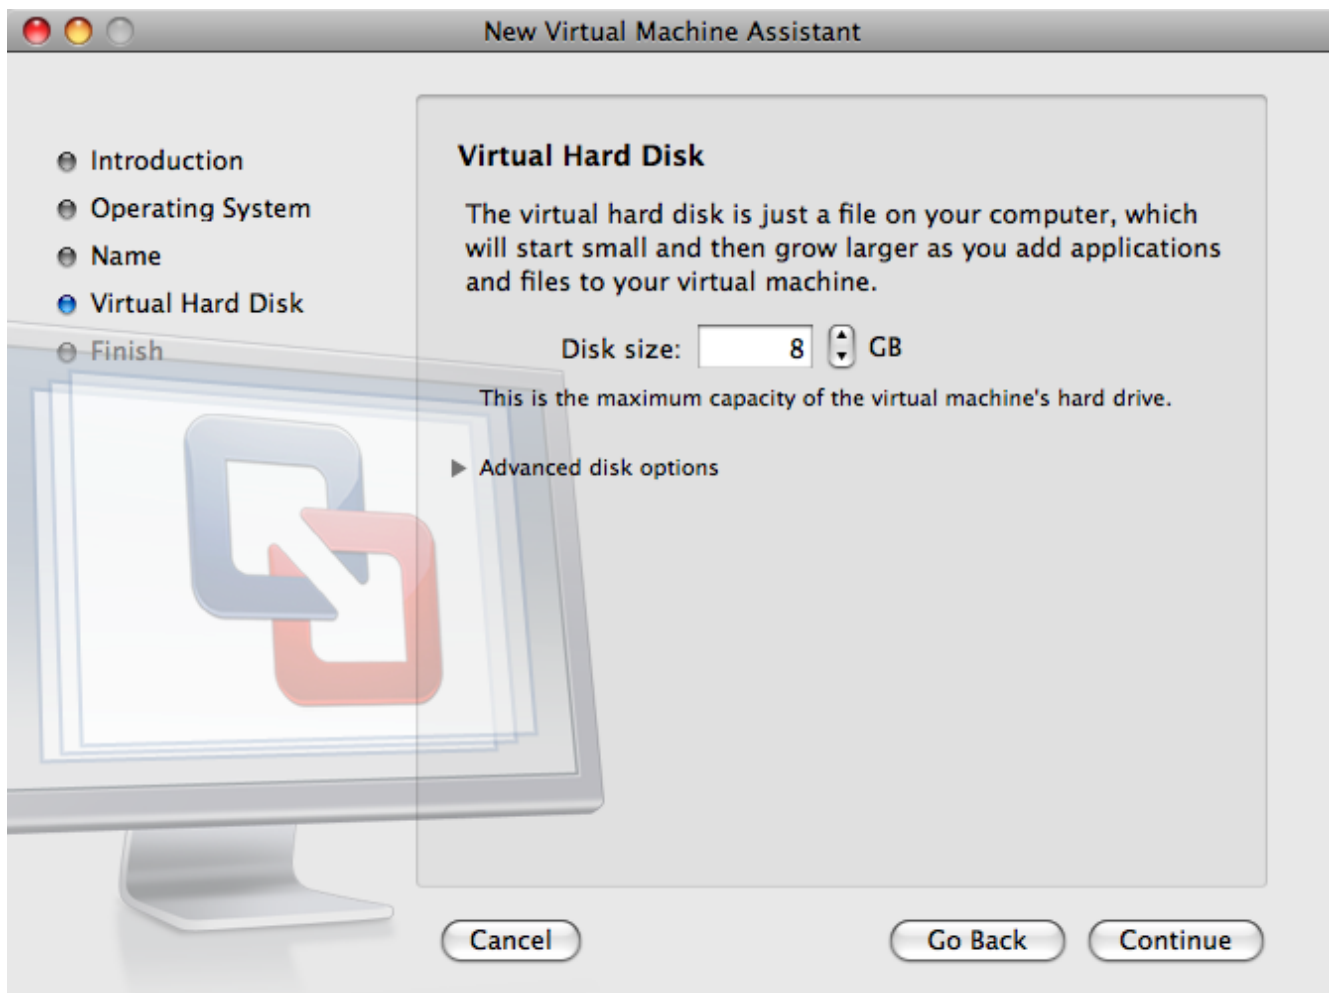 New Virtual Machine Assistant
Introduction
Operating System
Name
Virtual Hard Disk
Finish
Virtual Hard Disk
The virtual hard disk is just a file on your computer, which
will start small and then grow larger as you add applications
and files to your virtual machine.
Disk size: 8 GB
This is the maximum capacity of the virtual machine's hard drive.
Advanced disk options
Cancel
Go Back
Continue